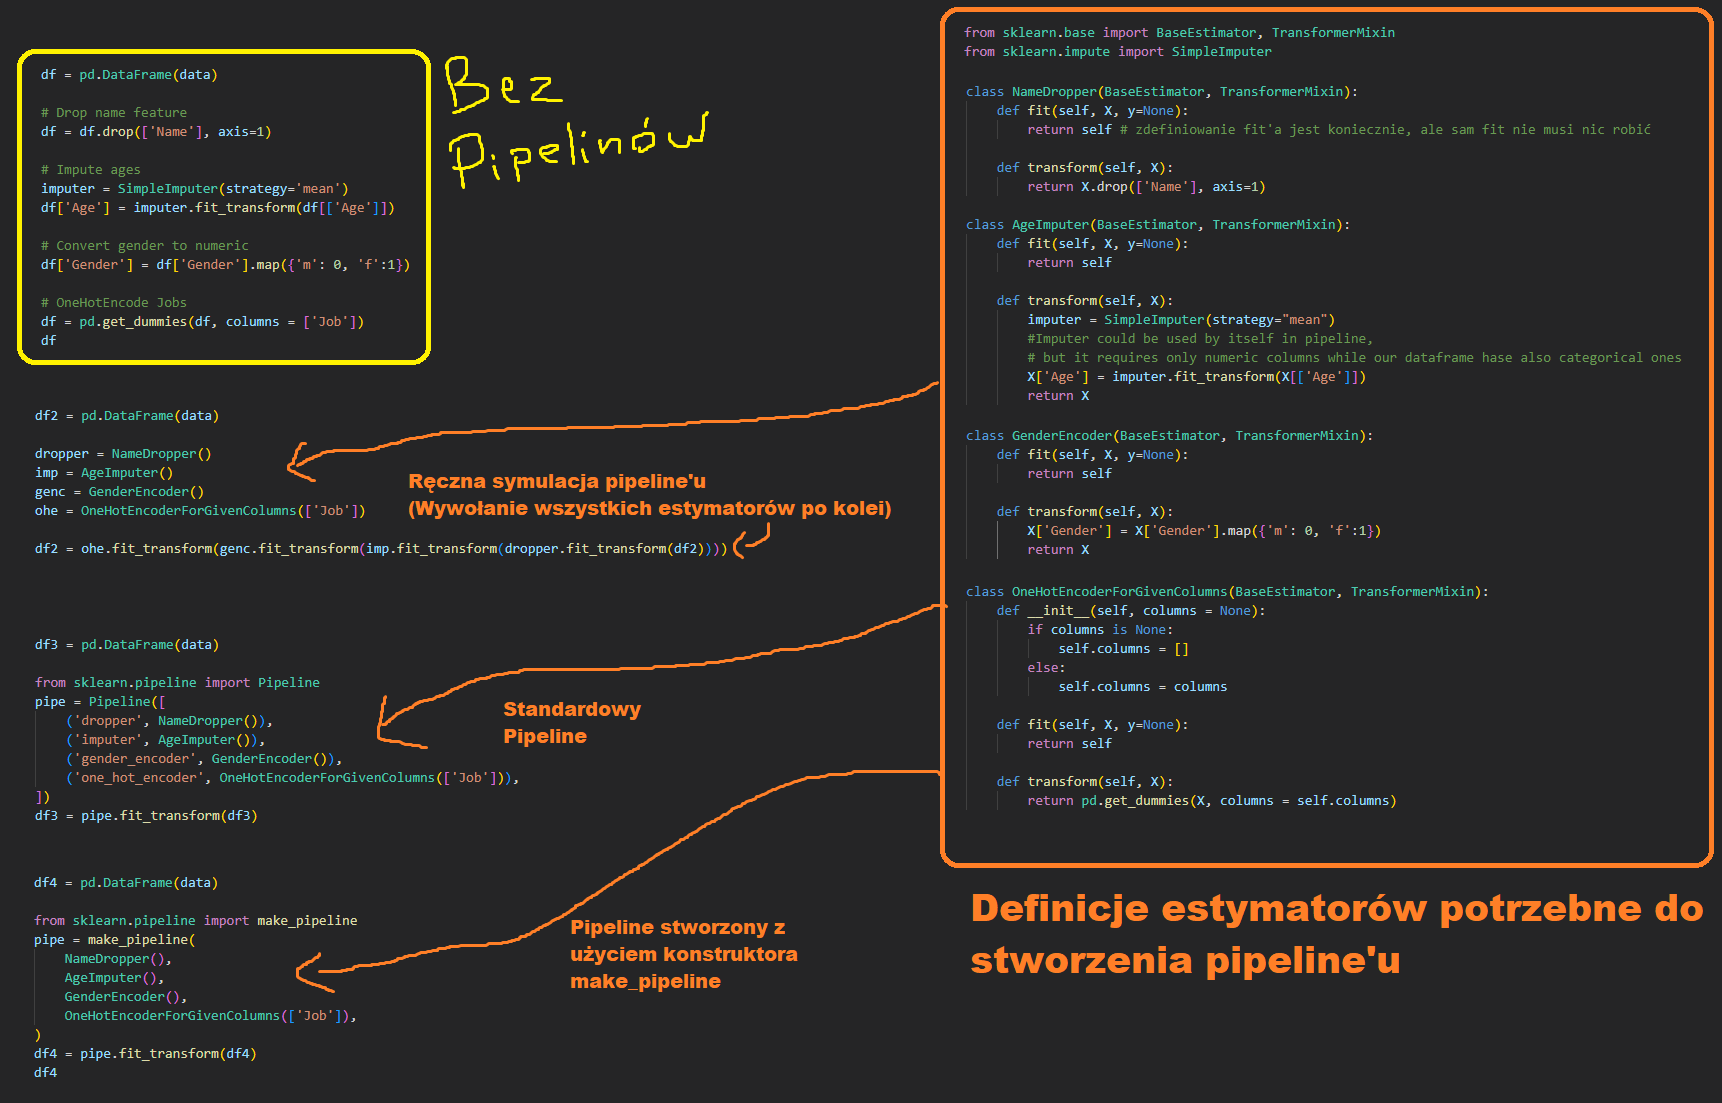 df = pd.DataFrame(data)
# Drop name feature
df = df.drop(['Name'], axis=1)
# Impute ages
imputer = SimpleImputer(strategy='mean')
df['Age'] = imputer.fit_transform(df[['Age']])
# Convert gender to numeric
df['Gender'] = df['Gender'].map({'m': 0, 'f':1})
# OneHotEncode Jobs
df = pd.get_dummies(df, columns = ['Job'])
df
Bez
Pipelinów
df2 = pd.DataFrame(data)
dropper = NameDropper()
imp = AgeImputer()
genc = GenderEncoder()
ohe = OneHotEncoderForGivenColumns(['Job'])
df2 = ohe.fit_transform(genc.fit_transform(imp.fit_transform(dropper.fit_transform(df2))))
Ręczna symulacja pipeline'u
(Wywołanie wszystkich estymatorów po kolei)
df3 = pd.DataFrame(data)
from sklearn.pipeline import Pipeline
pipe = Pipeline([
    ('dropper', NameDropper()),
    ('imputer', AgeImputer()),
    ('gender_encoder', GenderEncoder()),
    ('one_hot_encoder', OneHotEncoderForGivenColumns(['Job'])),
])
df3 = pipe.fit_transform(df3)
Standardowy
Pipeline
df4 = pd.DataFrame(data)
from sklearn.pipeline import make_pipeline
pipe = make_pipeline(
    NameDropper(),
    AgeImputer(),
    GenderEncoder(),
    OneHotEncoderForGivenColumns(['Job']),
)
df4 = pipe.fit_transform(df4)
df4
Pipeline stworzony z
użyciem konstruktora
make_pipeline
from sklearn.base import BaseEstimator, TransformerMixin
from sklearn.impute import SimpleImputer
class NameDropper(BaseEstimator, TransformerMixin):
    def fit(self, X, y=None):
        return self # zdefiniowanie fit'a jest koniecznie, ale sam fit nie musi nic robić
    def transform(self, X):
        return X.drop(['Name'], axis=1)
class AgeImputer(BaseEstimator, TransformerMixin):
    def fit(self, X, y=None):
        return self
    def transform(self, X):
        imputer = SimpleImputer(strategy="mean")
        #Imputer could be used by itself in pipeline,
        # but it requires only numeric columns while our dataframe hase also categorical ones
        X['Age'] = imputer.fit_transform(X[['Age']])
        return X
class GenderEncoder(BaseEstimator, TransformerMixin):
    def fit(self, X, y=None):
        return self
    def transform(self, X):
        X['Gender'] = X['Gender'].map({'m': 0, 'f':1})
        return X
class OneHotEncoderForGivenColumns(BaseEstimator, TransformerMixin):
    def __init__(self, columns = None):
        if columns is None:
            self.columns = []
        else:
            self.columns = columns
    def fit(self, X, y=None):
        return self
    def transform(self, X):
        return pd.get_dummies(X, columns = self.columns)
Definicje estymatorów potrzebne do
stworzenia pipeline'u